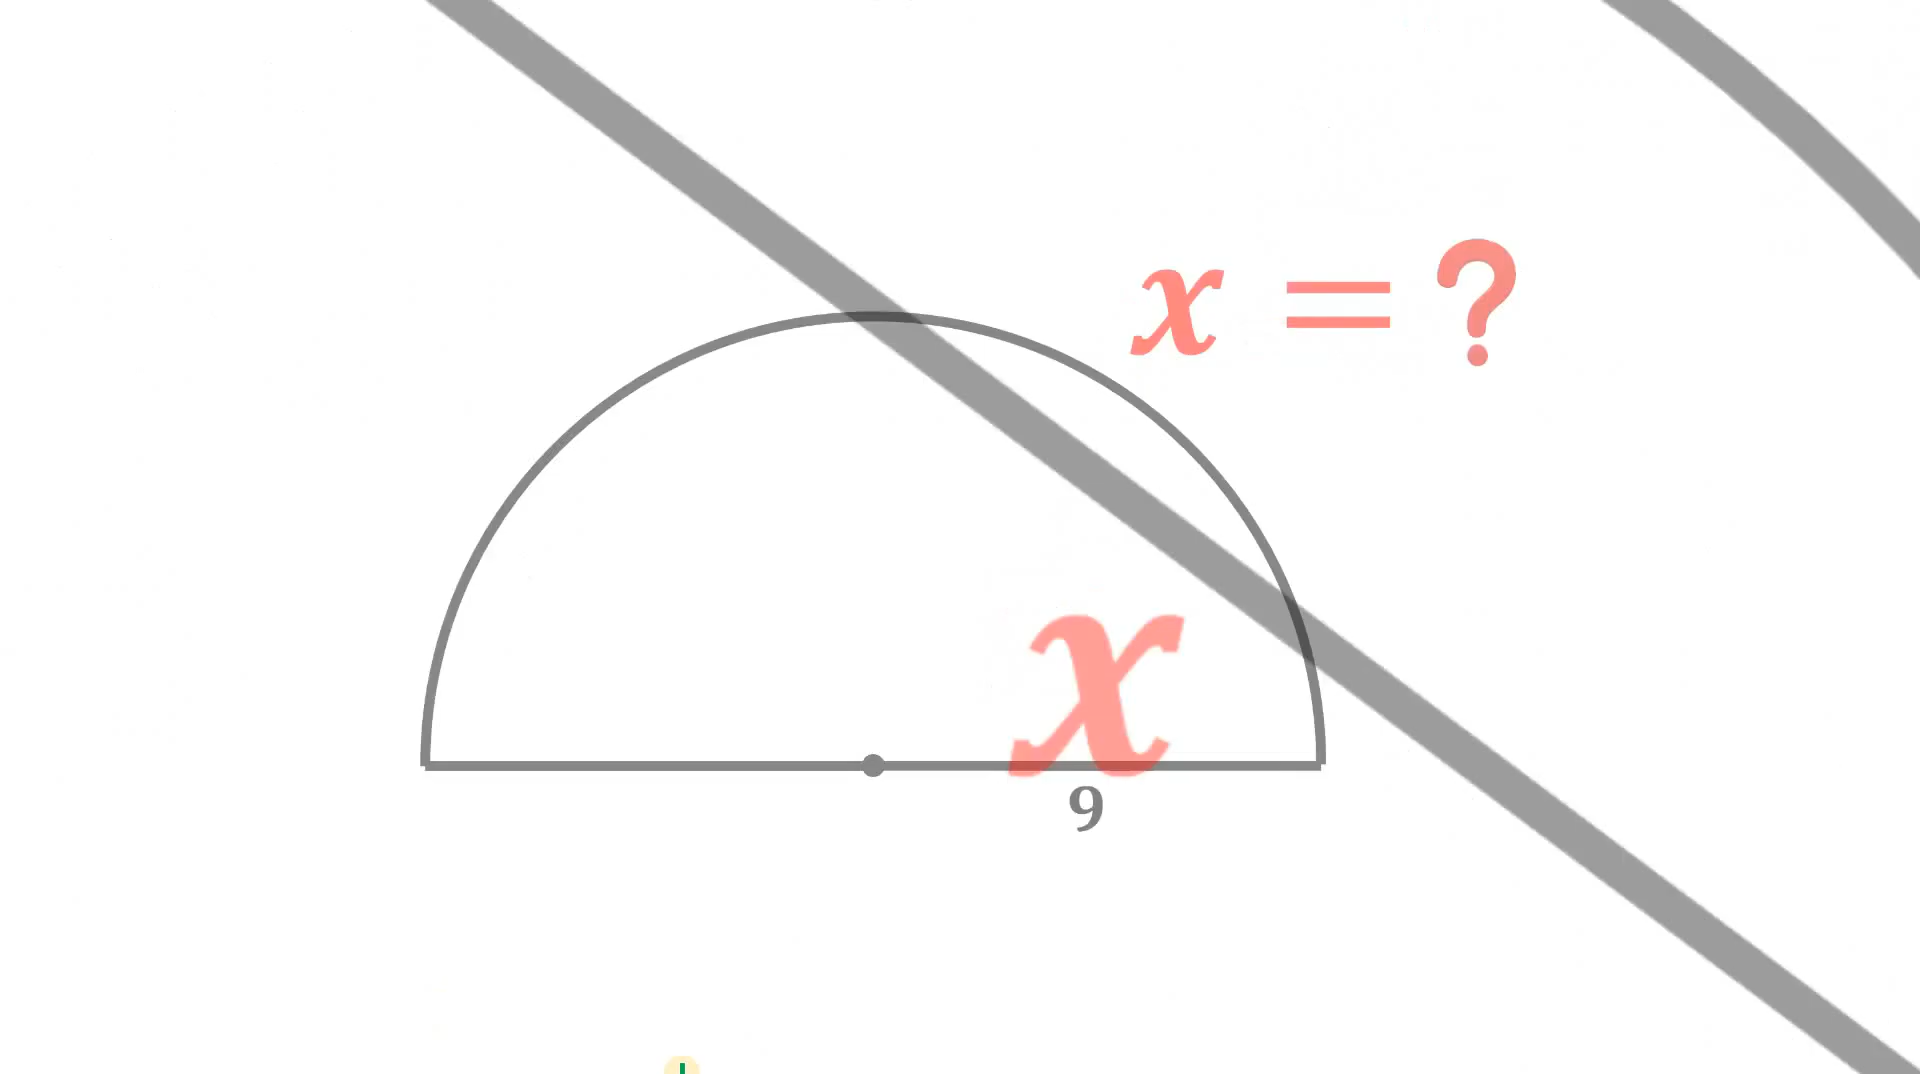 x = ?
x
9